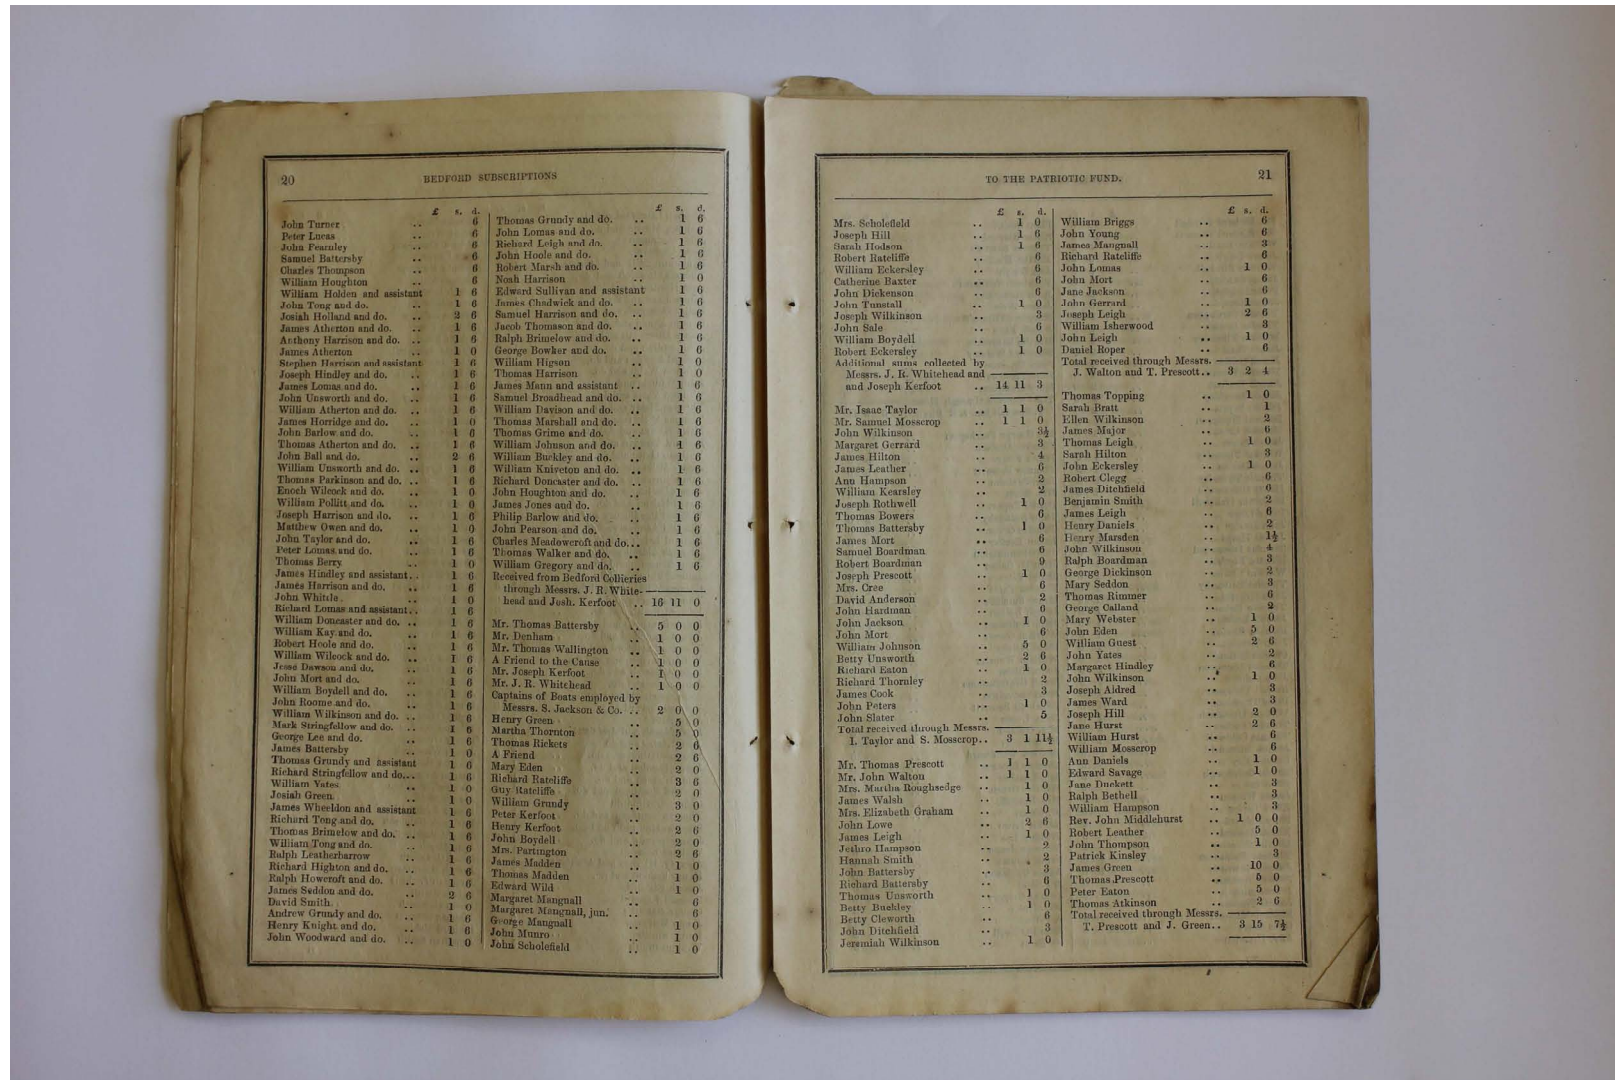 20
BEDFORD SUBSCRIPTIONS
£ s. d.
John Turner .. 6
Peter Lucas .. 6
John Fearnley .. 6
Samuel Battersby .. 6
Charles Thompson .. 6
William Houghton .. 6
William Holden and assistant 1 6
John Tong and do. .. 1 6
Josiah Holland and do. .. 2 6
James Atherton and do. .. 1 6
Anthony Harrison and do. .. 1 6
James Atherton .. 1 0
Stephen Harrison and assistant 1 6
Joseph Hindley and do. .. 1 6
James Lomas and do. .. 1 6
John Unsworth and do. .. 1 6
William Atherton and do. .. 1 6
James Horridge and do. .. 1 0
John Barlow and do. .. 1 6
Thomas Atherton and do. .. 1 6
John Ball and do. .. 2 6
William Unsworth and do. .. 1 6
Thomas Parkinson and do. .. 1 6
Enoch Wilcock and do. .. 1 0
William Pollitt and do. .. 1 0
Joseph Harrison and do. .. 1 6
Matthew Owen and do. .. 1 0
John Taylor and do. .. 1 6
Peter Lomas and do. .. 1 6
Thomas Berry .. 1 0
James Hindley and assistant.. 1 6
James Harrison and do. .. 1 6
John Whittle .. 1 0
Richard Lomas and assistant.. 1 6
William Doncaster and do. .. 1 6
William Kay and do. .. 1 6
Robert Hoole and do. .. 1 6
William Wilcock and do. .. 1 6
Jesse Dawson and do. .. 1 6
John Mort and do. .. 1 6
William Boydell and do. .. 1 6
John Roome and do. .. 1 6
William Wilkinson and do. .. 1 6
Mark Stringfellow and do. .. 1 6
George Lee and do. .. 1 6
James Battersby .. 1 0
Thomas Grundy and assistant 1 6
Richard Stringfellow and do... 1 6
William Yates .. 1 0
Josiah Green .. 1 0
James Wheeldon and assistant 1 6
Richard Tong and do. .. 1 6
Thomas Brimelow and do. .. 1 6
William Tong and do. .. 1 6
Ralph Leatherbarrow .. 1 6
Richard Highton and do. .. 1 6
Ralph Howcroft and do. .. 1 6
James Seddon and do. .. 2 6
David Smith .. 1 0
Andrew Grundy and do. .. 1 6
Henry Knight and do. .. 1 6
John Woodward and do. .. 1 0
£ s. d.
Thomas Grundy and do. .. 1 6
John Lomas and do. .. 1 6
Richard Leigh and do. .. 1 6
John Hoole and do. .. 1 6
Robert Marsh and do. .. 1 6
Noah Harrison .. 1 0
Edward Sullivan and assistant 1 6
James Chadwick and do. .. 1 6
Samuel Harrison and do. .. 1 6
Jacob Thomason and do. .. 1 6
Ralph Brimelow and do. .. 1 6
George Bowker and do. .. 1 6
William Higson .. 1 0
Thomas Harrison .. 1 0
James Mann and assistant .. 1 6
Samuel Broadhead and do. .. 1 6
William Davison and do. .. 1 6
Thomas Marshall and do. .. 1 6
Thomas Grime and do. .. 1 6
William Johnson and do. .. 1 6
William Buckley and do. .. 1 6
William Kniveton and do. .. 1 6
Richard Doncaster and do. .. 1 6
John Houghton and do. .. 1 6
James Jones and do. .. 1 6
Philip Barlow and do. .. 1 6
John Pearson and do. .. 1 6
Charles Meadowcroft and do... 1 6
Thomas Walker and do. .. 1 6
William Gregory and do. .. 1 6
Received from Bedford Collieries
through Messrs. J. R. White-
head and Josh. Kerfoot .. 16 11 0
Mr. Thomas Battersby .. 5 0 0
Mr. Denham .. 1 0 0
Mr. Thomas Wallington .. 1 0 0
A Friend to the Cause .. 1 0 0
Mr. Joseph Kerfoot .. 1 0 0
Mr. J. R. Whitehead .. 1 0 0
Captains of Boats employed by
Messrs. S. Jackson & Co. .. 2 0 0
Henry Green .. 5 0
Martha Thornton .. 5 0
Thomas Rickets .. 2 6
A Friend .. 2 6
Mary Eden .. 2 0
Richard Ratcliffe .. 3 6
Guy Ratcliffe .. 2 0
William Grundy .. 3 0
Peter Kerfoot .. 2 0
Henry Kerfoot .. 2 6
John Boydell .. 2 0
Mrs. Partington .. 2 6
James Madden .. 1 0
Thomas Madden .. 1 0
Edward Wild .. 1 0
Margaret Mangnall .. 6
Margaret Mangnall, jun. .. 6
George Mangnall .. 1 0
John Munro .. 1 0
John Scholefield .. 1 0
TO THE PATRIOTIC FUND.
21
£ s. d.
Mrs. Scholefield .. 1 0
Joseph Hill .. 1 6
Sarah Hodson .. 1 6
Robert Ratcliffe .. 6
William Eckersley .. 6
Catherine Baxter .. 6
John Dickenson .. 6
John Tunstall .. 1 0
Joseph Wilkinson .. 3
John Sale .. 6
William Boydell .. 1 0
Robert Eckersley .. 1 0
Additional sums collected by
Messrs. J. R. Whitehead and
and Joseph Kerfoot .. 14 11 3
Mr. Isaac Taylor .. 1 1 0
Mr. Samuel Mosscrop .. 1 1 0
John Wilkinson .. 3½
Margaret Gerrard .. 3
James Hilton .. 4
James Leather .. 6
Ann Hampson .. 2
William Kearsley .. 2
Joseph Rothwell .. 1 0
Thomas Bowers .. 6
Thomas Battersby .. 1 0
James Mort .. 6
Samuel Boardman .. 6
Robert Boardman .. 9
Joseph Prescott .. 1 0
Mrs. Cree .. 6
David Anderson .. 2
John Hardman .. 6
John Jackson .. 1 0
John Mort .. 6
William Johnson .. 5 0
Betty Unsworth .. 2 6
Richard Eaton .. 1 0
Richard Thornley .. 2
James Cook .. 3
John Peters .. 1 0
John Slater .. 5
Total received through Messrs.
I. Taylor and S. Mosscrop.. 3 1 11½
Mr. Thomas Prescott .. 1 1 0
Mr. John Walton .. 1 1 0
Mrs. Martha Roughsedge .. 1 0
James Walsh .. 1 0
Mrs. Elizabeth Graham .. 1 0
John Lowe .. 2 6
James Leigh .. 1 0
Jethro Hampson .. 2
Hannah Smith .. 2
John Battersby .. 3
Richard Battersby .. 6
Thomas Unsworth .. 1 0
Betty Buckley .. 1 0
Betty Cleworth .. 6
John Ditchfield .. 3
Jeremiah Wilkinson .. 1 0
£ s. d.
William Briggs .. 6
John Young .. 6
James Mangnall .. 3
Richard Ratcliffe .. 6
John Lomas .. 1 0
John Mort .. 6
Jane Jackson .. 6
John Gerrard .. 1 0
Joseph Leigh .. 2 6
William Isherwood .. 3
John Leigh .. 1 0
Daniel Roper .. 6
Total received through Messrs.
J. Walton and T. Prescott.. 3 2 4
Thomas Topping .. 1 0
Sarah Bratt .. 1
Ellen Wilkinson .. 2
James Major .. 6
Thomas Leigh .. 1 0
Sarah Hilton .. 3
John Eckersley .. 1 0
Robert Clegg .. 6
James Ditchfield .. 6
Benjamin Smith .. 2
James Leigh .. 6
Henry Daniels .. 2
Henry Marsden .. 1½
John Wilkinson .. 4
Ralph Boardman .. 3
George Dickinson .. 2
Mary Seddon .. 3
Thomas Rimmer .. 6
George Calland .. 2
Mary Webster .. 1 0
John Eden .. 5 0
William Guest .. 2 6
John Yates .. 2
Margaret Hindley .. 6
John Wilkinson .. 1 0
Joseph Aldred .. 3
James Ward .. 3
Joseph Hill .. 2 0
Jane Hurst .. 2 6
William Hurst .. 6
William Mosscrop .. 6
Ann Daniels .. 1 0
Edward Savage .. 1 0
Jane Duckett .. 3
Ralph Bethell .. 3
William Hampson .. 3
Rev. John Middlehurst .. 1 0 0
Robert Leather .. 5 0
John Thompson .. 1 0
Patrick Kinsley .. 3
James Green .. 10 0
Thomas Prescott .. 5 0
Peter Eaton .. 5 0
Thomas Atkinson .. 2 6
Total received through Messrs.
T. Prescott and J. Green.. 3 15 7½